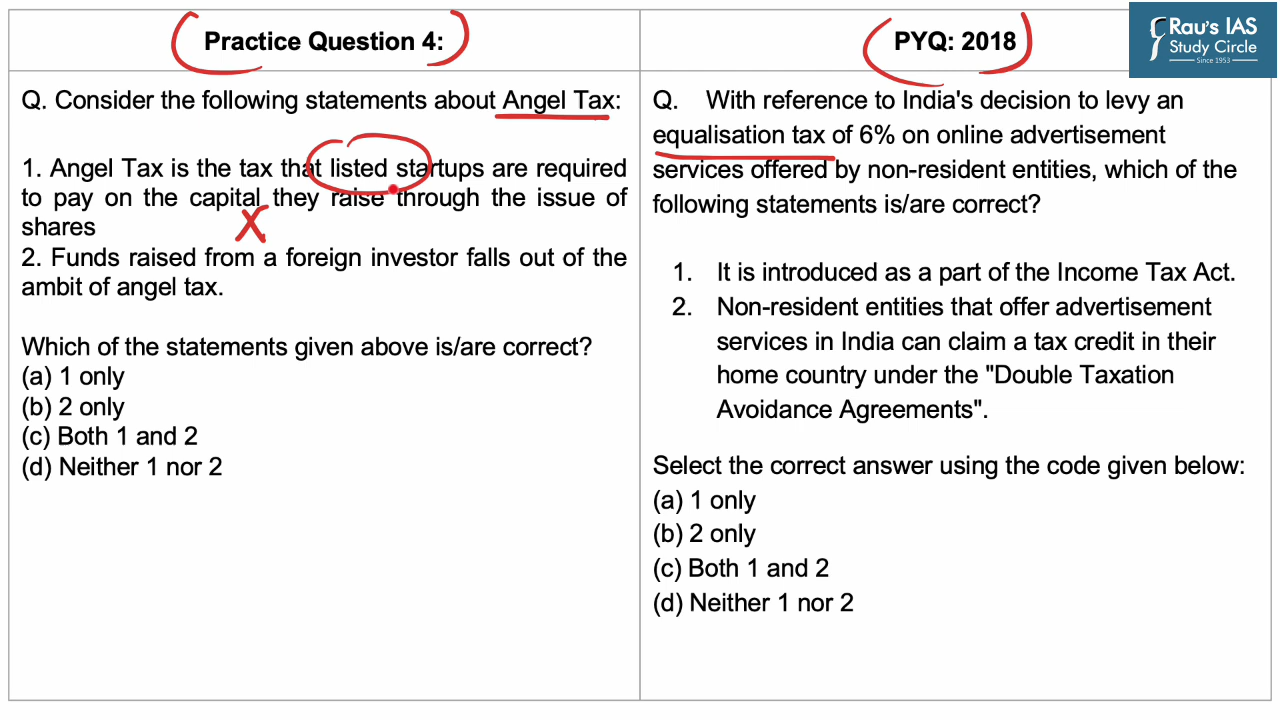 Practice Question 4:
Q. Consider the following statements about Angel Tax:
1. Angel Tax is the tax that listed startups are required
to pay on the capital they raise through the issue of
shares
X
2. Funds raised from a foreign investor falls out of the
ambit of angel tax.
Which of the statements given above is/are correct?
(a) 1 only
(b) 2 only
(c) Both 1 and 2
(d) Neither 1 nor 2
PYQ: 2018
Rau's IAS
Study Circle
Since 1953
Q. With reference to India's decision to levy an
equalisation tax of 6% on online advertisement
services offered by non-resident entities, which of the
following statements is/are correct?
1. It is introduced as a part of the Income Tax Act.
2. Non-resident entities that offer advertisement
services in India can claim a tax credit in their
home country under the "Double Taxation
Avoidance Agreements".
Select the correct answer using the code given below:
(a) 1 only
(b) 2 only
(c) Both 1 and 2
(d) Neither 1 nor 2